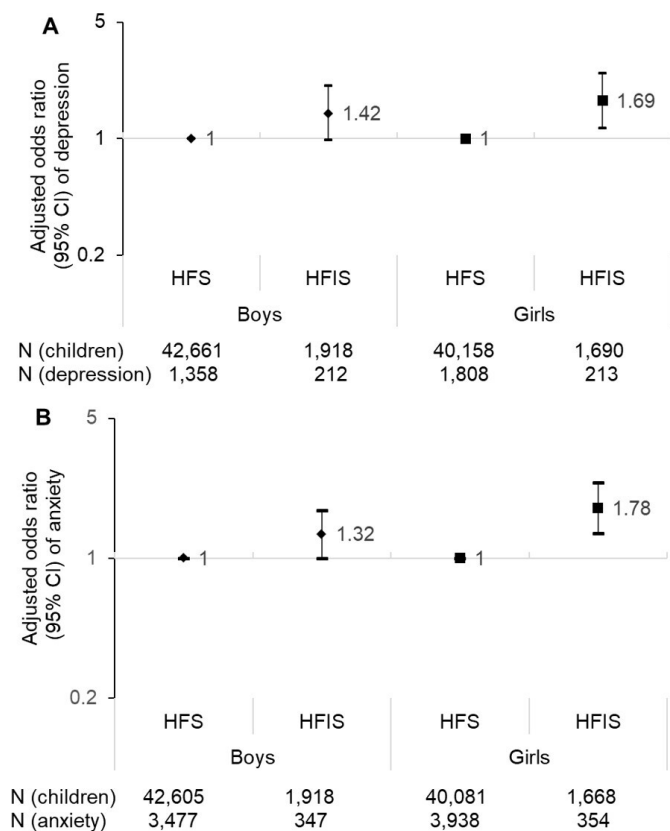 A
Adjusted odds ratio
(95% CI) of depression
5
1
0.2
1
1.42
1
1.69
HFS HFIS HFS HFIS
Boys Girls
N (children) 42,661 1,918 40,158 1,690
N (depression) 1,358 212 1,808 213
B
Adjusted odds ratio
(95% CI) of anxiety
5
1
0.2
1
1.32
1
1.78
HFS HFIS HFS HFIS
Boys Girls
N (children) 42,605 1,918 40,081 1,668
N (anxiety) 3,477 347 3,938 354